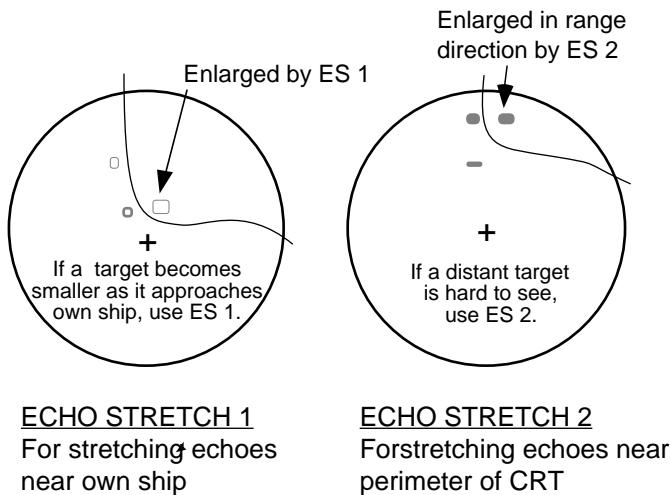 Enlarged by ES 1
If a target becomes
smaller as it approaches
own ship, use ES 1.
ECHO STRETCH 1
For stretching echoes
near own ship
Enlarged in range
direction by ES 2
If a distant target
is hard to see,
use ES 2.
ECHO STRETCH 2
Forstretching echoes near
perimeter of CRT